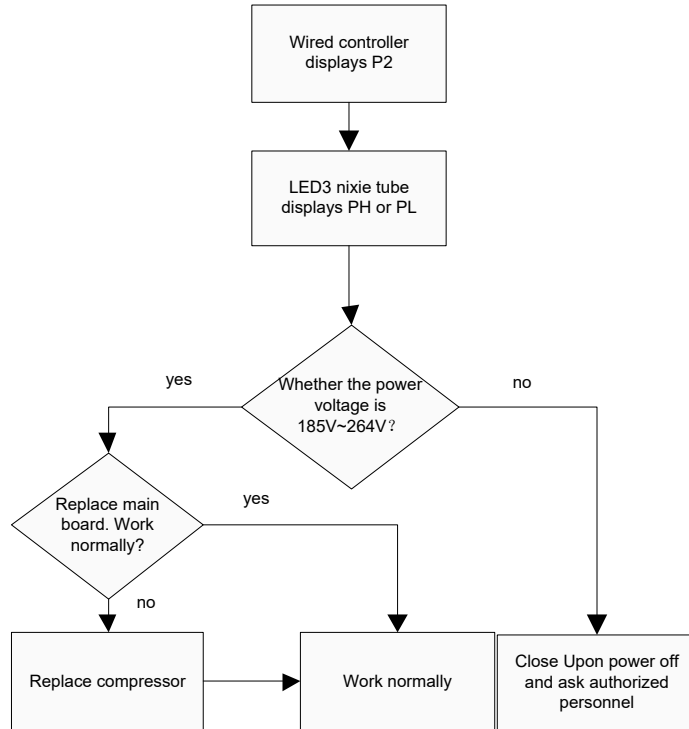 Wired controller
displays P2
LED3 nixie tube
displays PH or PL
Whether the power
voltage is
185V~264V？
yes
no
Replace main
board. Work
normally?
yes
no
Replace compressor
Work normally
Close Upon power off
and ask authorized
personnel